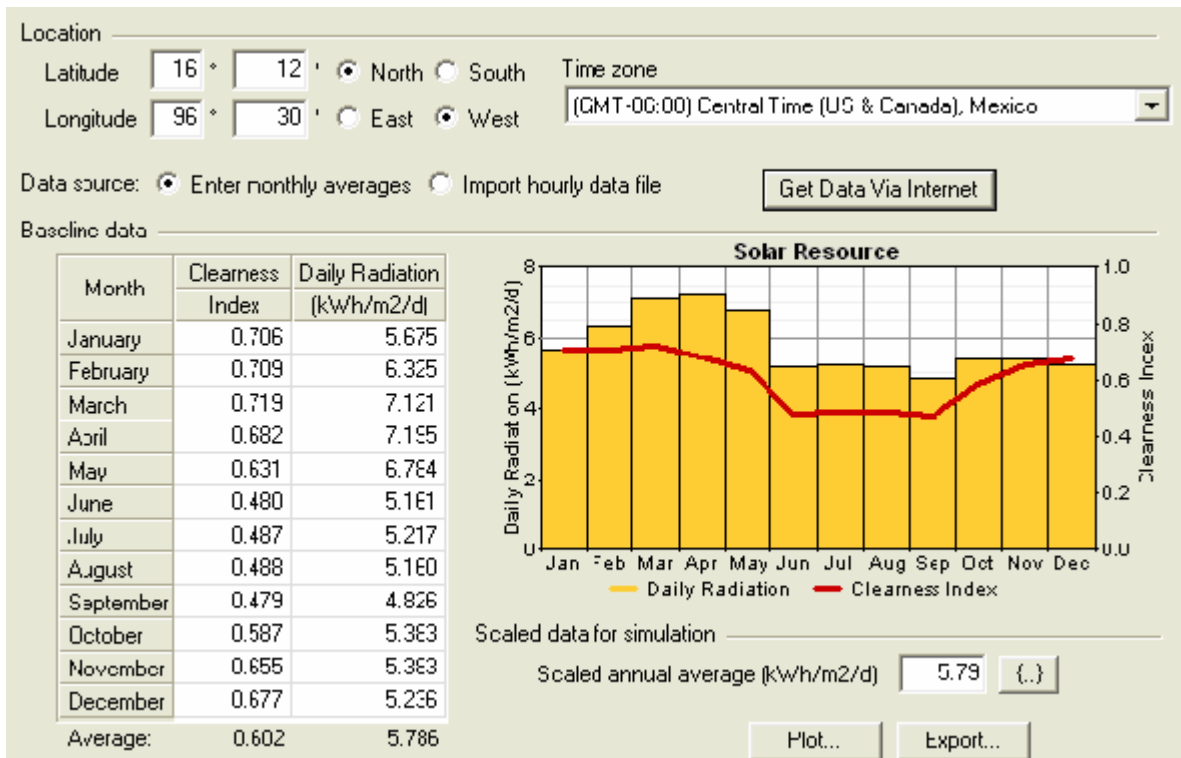 Location
Latitude 16 ° 12 ' North South
Time zone
Longitude 96 ° 30 ' East West
(GMT-06:00) Central Time (US & Canada), Mexico
Data source: Enter monthly averages Import hourly data file
Get Data Via Internet
Baseline data
Month Clearness Index Daily Radiation (kWh/m2/d)
January 0.706 5.675
February 0.709 6.325
March 0.719 7.121
April 0.682 7.195
May 0.631
June 0.480
July 0.487 5.217
August 0.488 5.160
September 0.479 4.826
October 0.587
November 0.655
December 0.677 5.236
Average: 0.602 5.786
Solar Resource
Daily Radiation (kWh/m2/d)
8
6
4
2
0
1.0
0.8
0.6
0.4
0.2
0.0
Clearness Index
Jan Feb Mar Apr May Jun Jul Aug Sep Oct Nov Dec
Daily Radiation Clearness Index
Scaled data for simulation
Scaled annual average (kWh/m2/d) 5.79 {..}
Plot... Export...